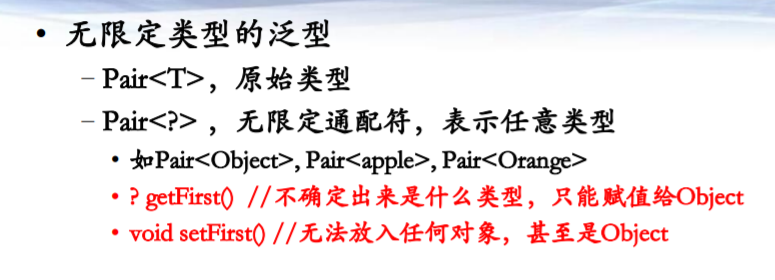 • 无限定类型的泛型
– Pair<T>，原始类型
– Pair<?> ，无限定通配符，表示任意类型
• 如Pair<Object>, Pair<apple>, Pair<Orange>
• ? getFirst() //不确定出来是什么类型，只能赋值给Object
• void setFirst() //无法放入任何对象，甚至是Object